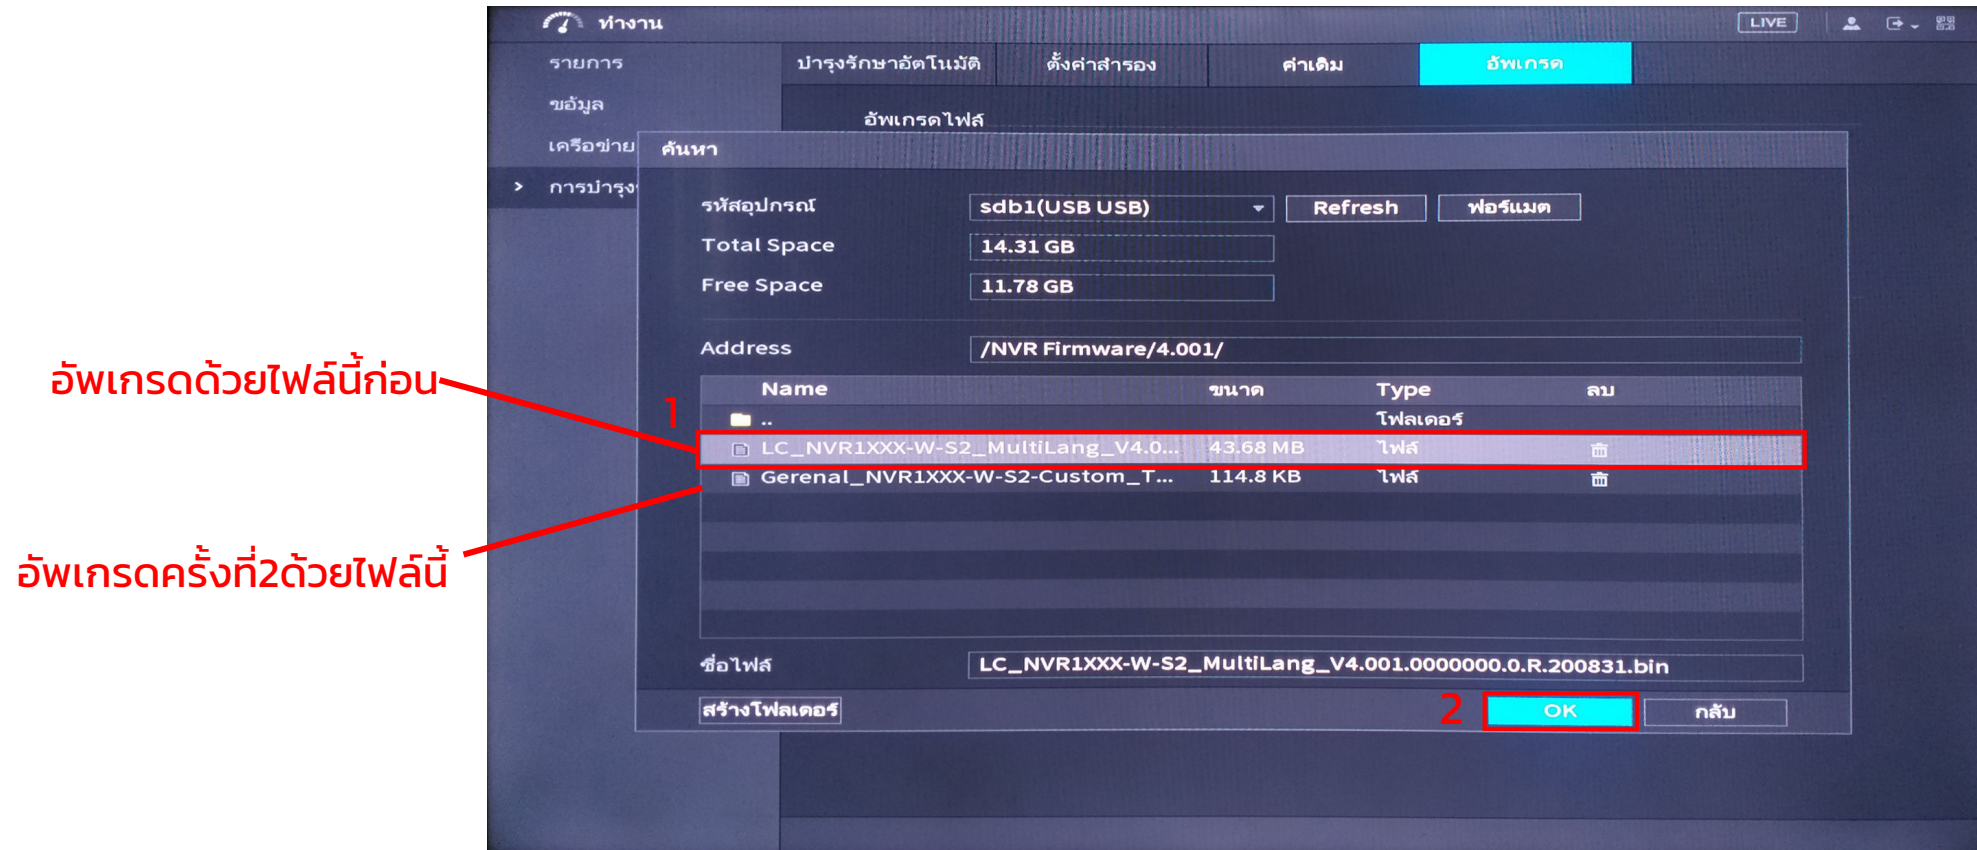 ทำงาน
LIVE
รายการ
บำรุงรักษาอัตโนมัติ
ตั้งค่าสำรอง
ค่าเดิม
อัพเกรด
ขอ้มูล
อัพเกรดไฟล์
เครือข่าย
ค้นหา
> การบำรุง
รหัสอุปกรณ์
sdb1(USB USB)
Refresh
ฟอร์แมต
Total Space
14.31 GB
Free Space
11.78 GB
Address
/NVR Firmware/4.001/
อัพเกรดด้วยไฟล์นี้ก่อน
Name ขนาด Type ลบ
1
.. โฟลเดอร์
LC_NVR1XXX-W-S2_MultiLang_V4.0... 43.68 MB ไฟล์
Gerenal_NVR1XXX-W-S2-Custom_T... 114.8 KB ไฟล์
อัพเกรดครั้งที่2ด้วยไฟล์นี้
ชื่อไฟล์
LC_NVR1XXX-W-S2_MultiLang_V4.001.0000000.0.R.200831.bin
สร้างโฟลเดอร์
2
OK
กลับ